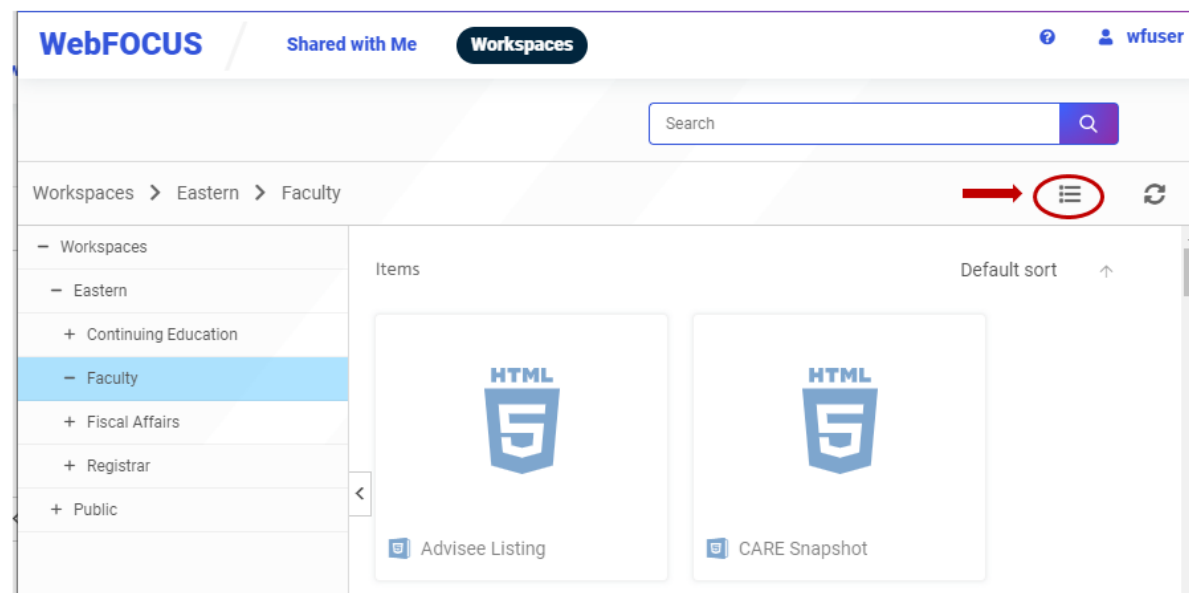 WebFOCUS Shared with Me Workspaces wfuser
Search
Workspaces Eastern Faculty
Workspaces
Items Default sort
Eastern
Continuing Education
Faculty
Fiscal Affairs
Registrar
Public
HTML HTML
Advisee Listing CARE Snapshot